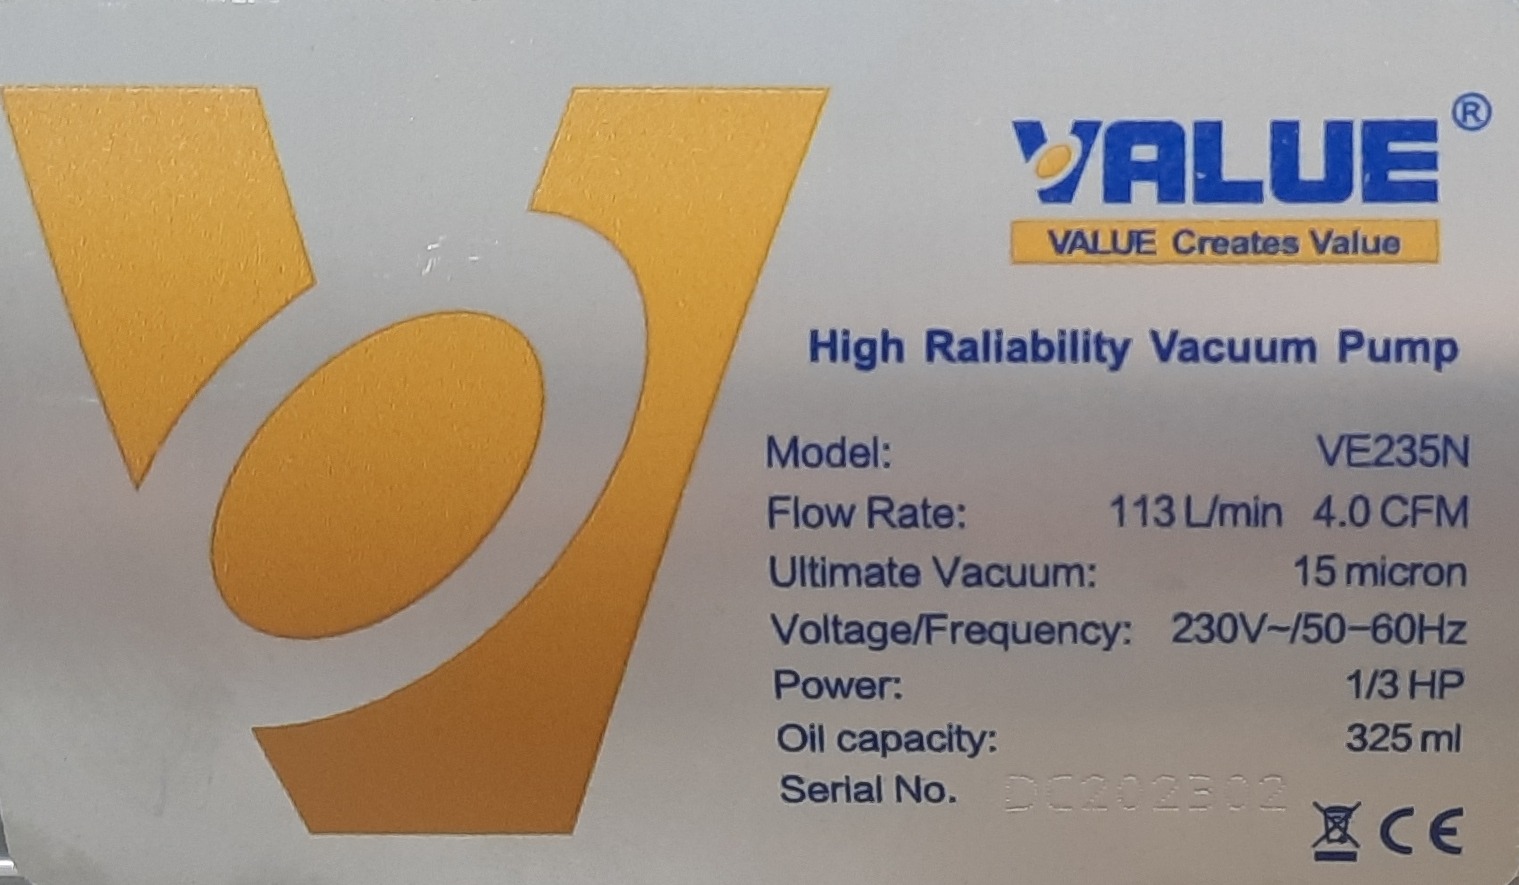 VALUE®
VALUE Creates Value
High Raliability Vacuum Pump
Model: VE235N
Flow Rate: 113 L/min 4.0 CFM
Ultimate Vacuum: 15 micron
Voltage/Frequency: 230V~/50-60Hz
Power: 1/3 HP
Oil capacity: 325 ml
Serial No. DC202302
CE